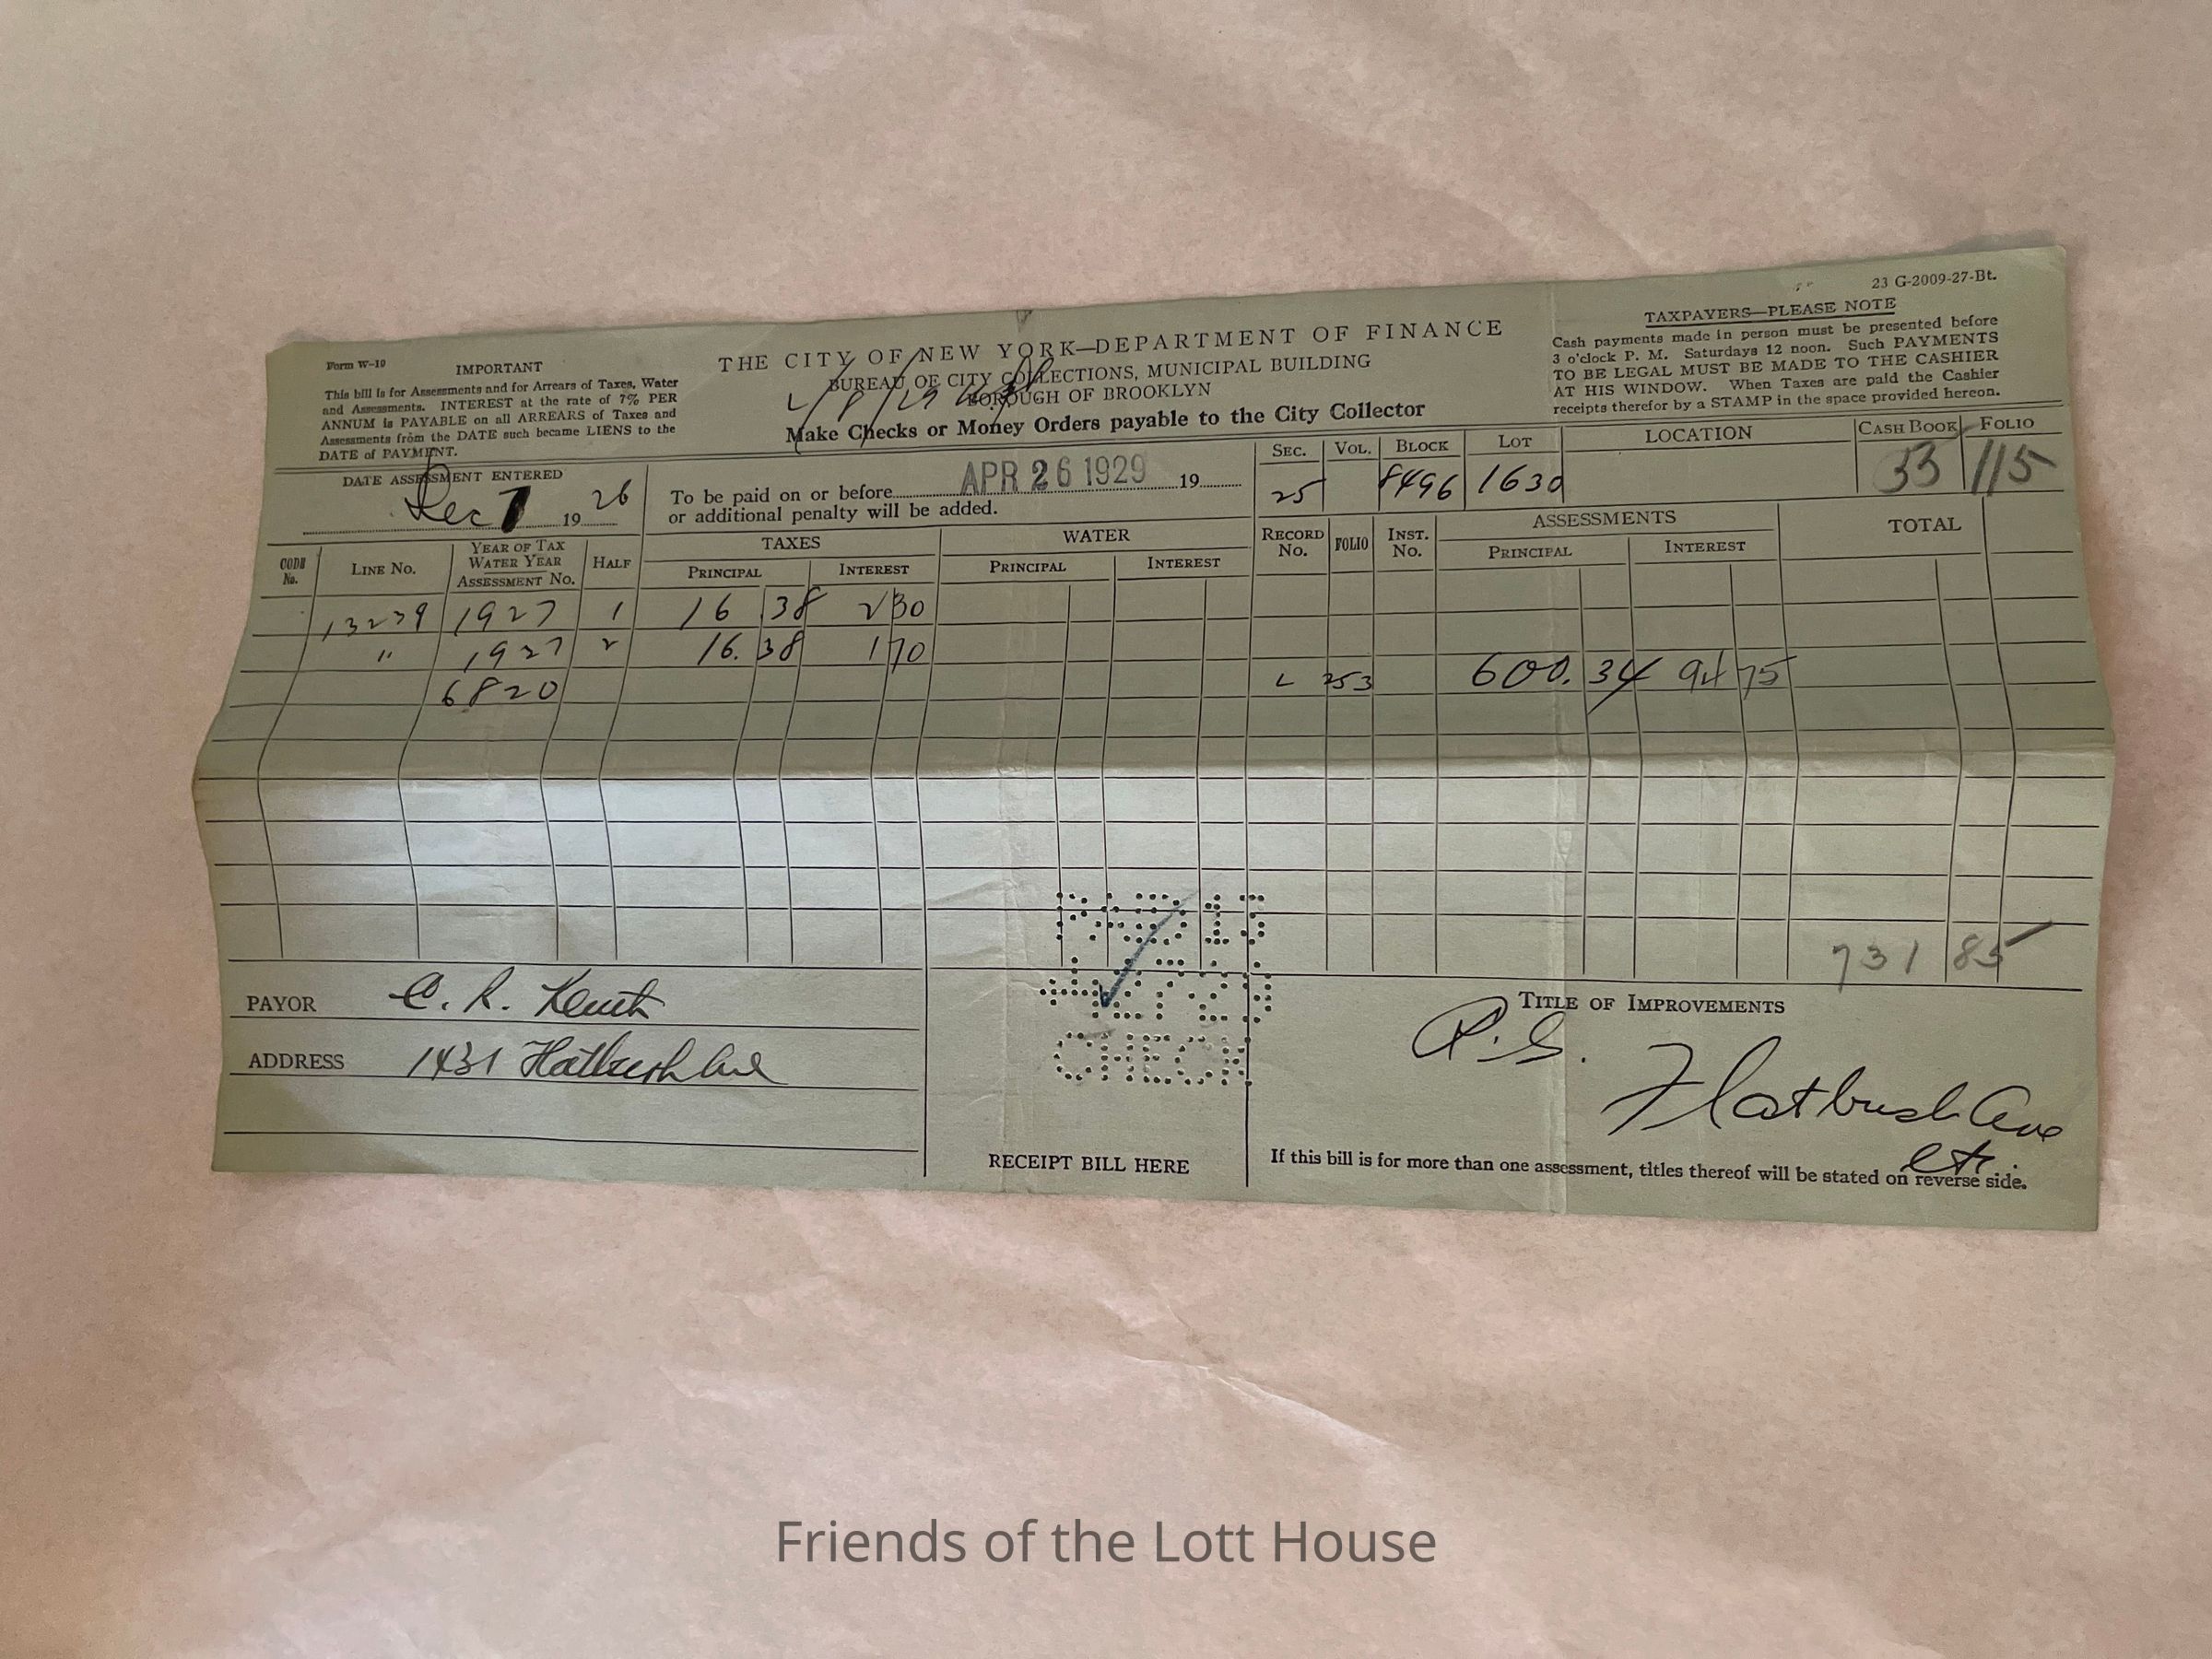 23 G-2009-27-Bt.
Form W-10
IMPORTANT
This bill is for Assessments and for Arrears of Taxes, Water
and Assessments. INTEREST at the rate of 7% PER
ANNUM is PAYABLE on all ARREARS of Taxes and
Assessments from the DATE such became LIENS to the
DATE of PAYMENT.
THE CITY OF NEW YORK—DEPARTMENT OF FINANCE
BUREAU OF CITY COLLECTIONS, MUNICIPAL BUILDING
BOROUGH OF BROOKLYN
Make Checks or Money Orders payable to the City Collector
TAXPAYERS—PLEASE NOTE
Cash payments made in person must be presented before
3 o'clock P. M. Saturdays 12 noon. Such PAYMENTS
TO BE LEGAL MUST BE MADE TO THE CASHIER
AT HIS WINDOW. When Taxes are paid the Cashier
receipts therefor by a STAMP in the space provided hereon.
DATE ASSESSMENT ENTERED
Dec 7 19 26
To be paid on or before APR 26 1929 19
or additional penalty will be added.
SEC. VOL. BLOCK LOT LOCATION CASH BOOK FOLIO
25 8496 1630 33 115
CODE No. LINE No. YEAR OF TAX WATER YEAR ASSESSMENT No. HALF
TAXES WATER
PRINCIPAL INTEREST PRINCIPAL INTEREST
RECORD No. FOLIO INST. No. ASSESSMENTS TOTAL
PRINCIPAL INTEREST
13239 1927 1 16 38 2 30
" 1927 2 16. 38 1 70
6820 L 253 600. 34 94 75
731 85
PAYOR
ADDRESS 1431 Flatbush Ave
PAID
CHECK
RECEIPT BILL HERE
TITLE OF IMPROVEMENTS
Flatbush Ave
etc.
If this bill is for more than one assessment, titles thereof will be stated on reverse side.
Friends of the Lott House